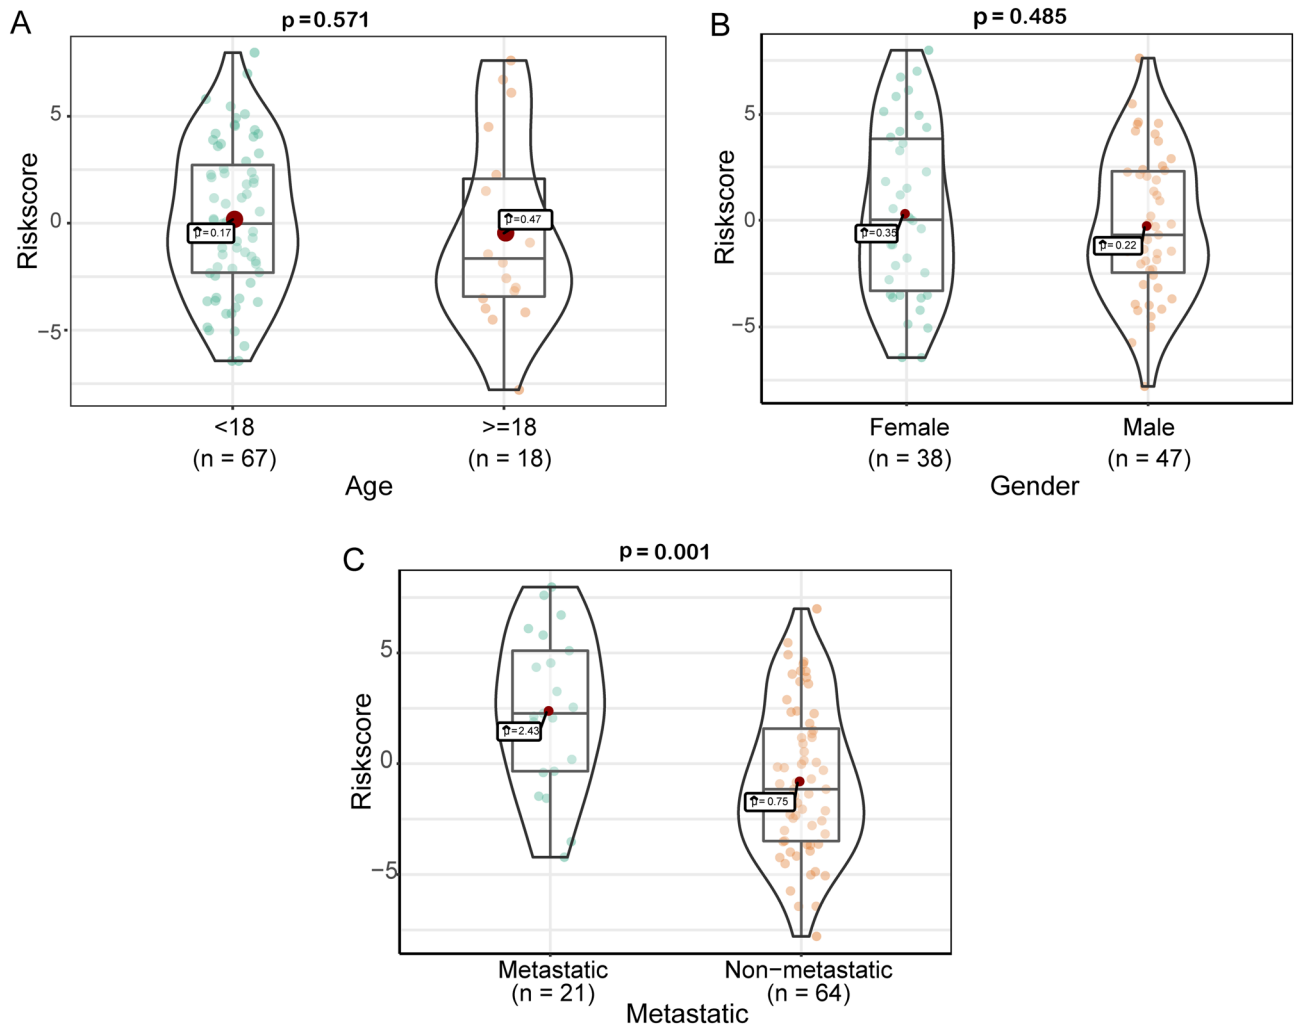 A
p = 0.571
Riskscore
5
0
−5
μ̂=0.17
μ̂=0.47
<18
>=18
(n = 67)
(n = 18)
Age
B
p = 0.485
Riskscore
5
0
−5
μ̂=0.35
μ̂=0.22
Female
Male
(n = 38)
(n = 47)
Gender
C
p = 0.001
Riskscore
5
0
−5
μ̂=2.43
μ̂= 0.75
Metastatic
Non−metastatic
(n = 21)
(n = 64)
Metastatic